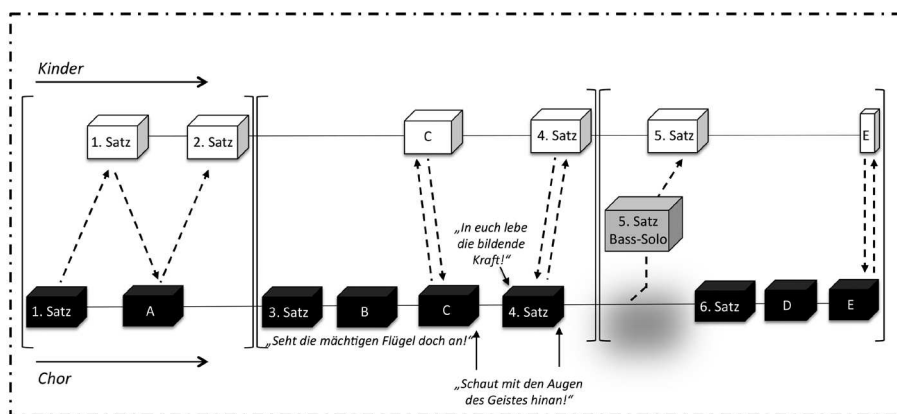 Kinder
1. Satz
2. Satz
C
4. Satz
5. Satz
E
„In euch lebe
die bildende
Kraft!“
5. Satz
Bass-Solo
1. Satz
A
3. Satz
B
C
4. Satz
6. Satz
D
E
„Seht die mächtigen Flügel doch an!“
Chor
„Schaut mit den Augen
des Geistes hinan!“